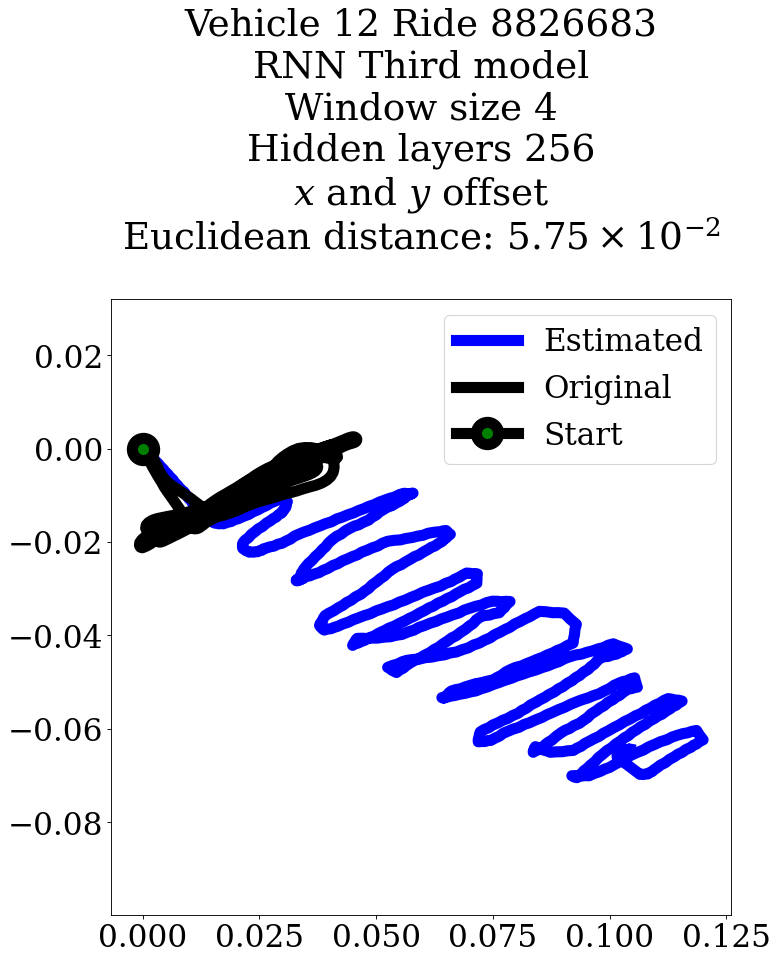 Vehicle 12 Ride 8826683
RNN Third model
Window size 4
Hidden layers 256
x and y offset
Euclidean distance: 5.75 × 10⁻²
Estimated
Original
Start
0.02
0.00
−0.02
−0.04
−0.06
−0.08
0.000 0.025 0.050 0.075 0.100 0.125